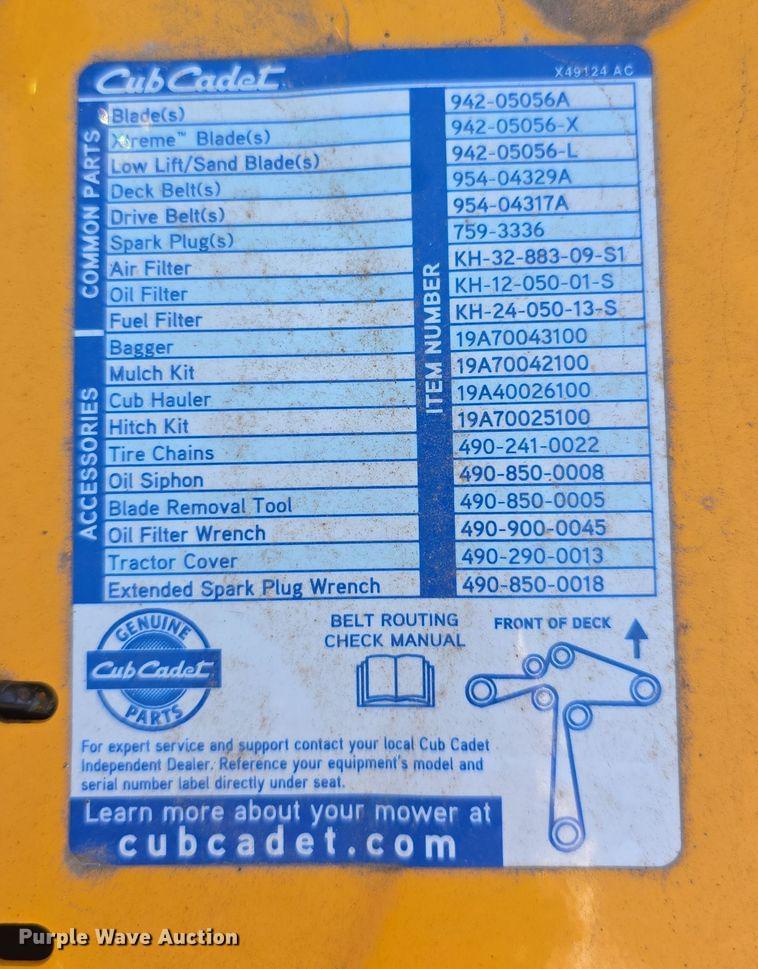 Cub Cadet X49124 AC
COMMON PARTS
ITEM NUMBER
Blade(s) 942-05056A
Xtreme™ Blade(s) 942-05056-X
Low Lift/Sand Blade(s) 942-05056-L
Deck Belt(s) 954-04329A
Drive Belt(s) 954-04317A
Spark Plug(s) 759-3336
Air Filter KH-32-883-09-S1
Oil Filter KH-12-050-01-S
Fuel Filter KH-24-050-13-S
ACCESSORIES
Bagger 19A70043100
Mulch Kit 19A70042100
Cub Hauler 19A40026100
Hitch Kit 19A70025100
Tire Chains 490-241-0022
Oil Siphon 490-850-0008
Blade Removal Tool 490-850-0005
Oil Filter Wrench 490-900-0045
Tractor Cover 490-290-0013
Extended Spark Plug Wrench 490-850-0018
GENUINE
Cub Cadet
PARTS
BELT ROUTING
CHECK MANUAL
FRONT OF DECK
For expert service and support contact your local Cub Cadet
Independent Dealer. Reference your equipment's model and
serial number label directly under seat.
Learn more about your mower at
cubcadet.com
Purple Wave Auction